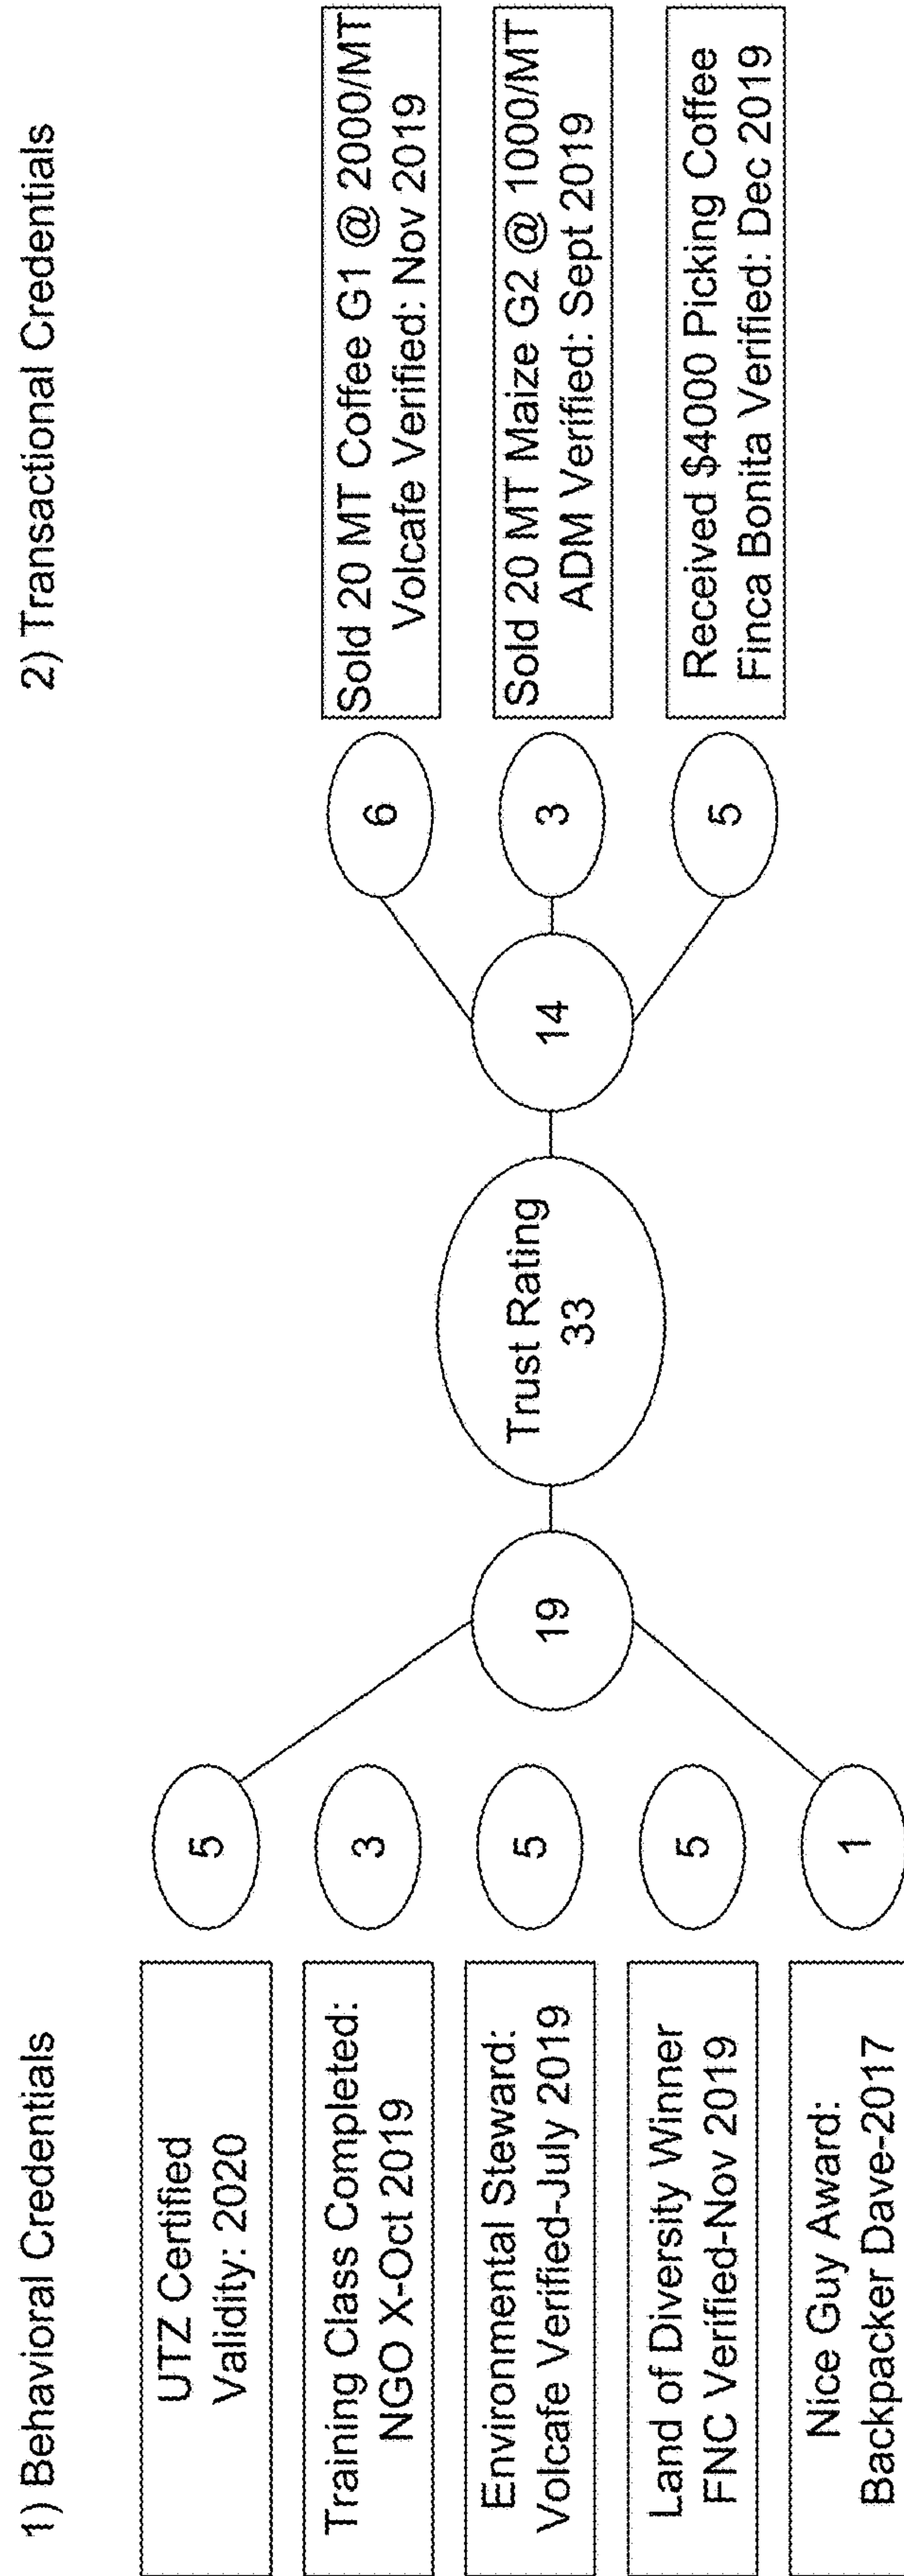 1) Behavioral Credentials
UTZ Certified
Validity: 2020
5
Training Class Completed:
NGO X-Oct 2019
3
Environmental Steward:
Volcafe Verified-July 2019
5
Land of Diversity Winner
FNC Verified-Nov 2019
5
Nice Guy Award:
Backpacker Dave-2017
1
19
Trust Rating
33
14
2) Transactional Credentials
6
Sold 20 MT Coffee G1 @ 2000/MT
Volcafe Verified: Nov 2019
3
Sold 20 MT Maize G2 @ 1000/MT
ADM Verified: Sept 2019
5
Received $4000 Picking Coffee
Finca Bonita Verified: Dec 2019